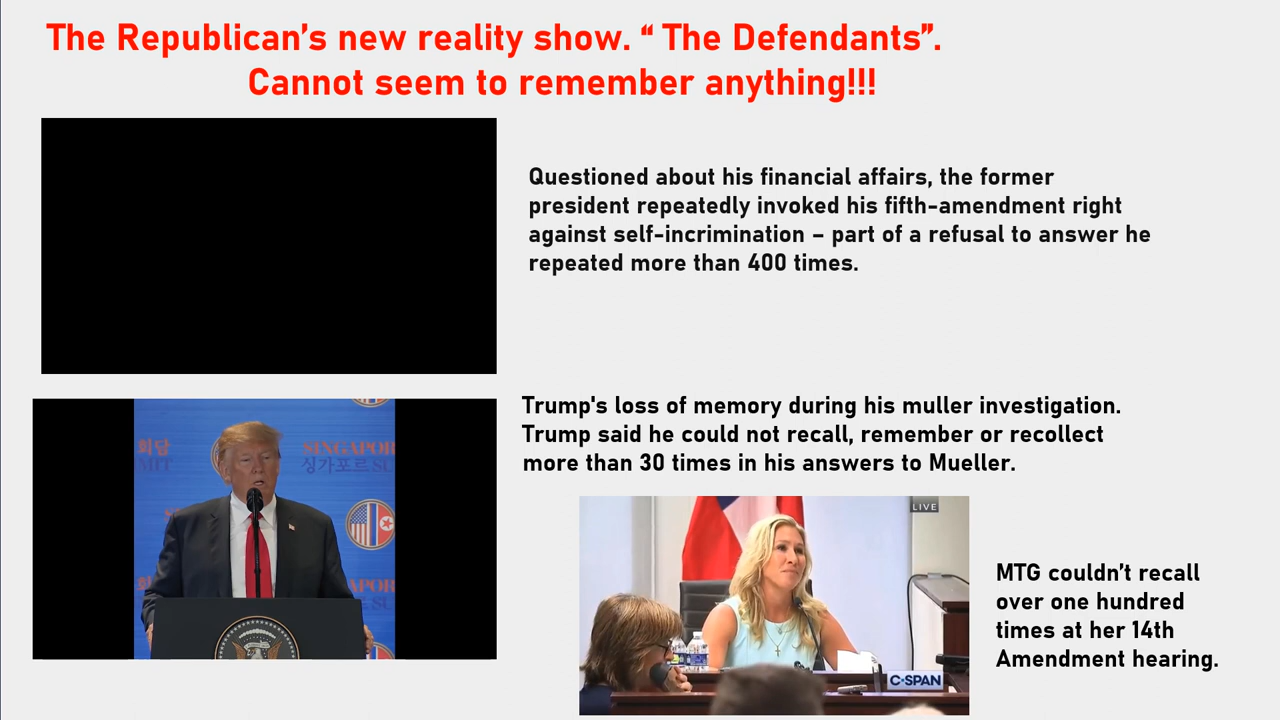 The Republican’s new reality show. “ The Defendants”.
Cannot seem to remember anything!!!
Questioned about his financial affairs, the former
president repeatedly invoked his fifth-amendment right
against self-incrimination – part of a refusal to answer he
repeated more than 400 times.
Trump's loss of memory during his muller investigation.
Trump said he could not recall, remember or recollect
more than 30 times in his answers to Mueller.
회담
MIT
SINGAPOR
싱가포르 SU
LIVE
C-SPAN
MTG couldn’t recall
over one hundred
times at her 14th
Amendment hearing.